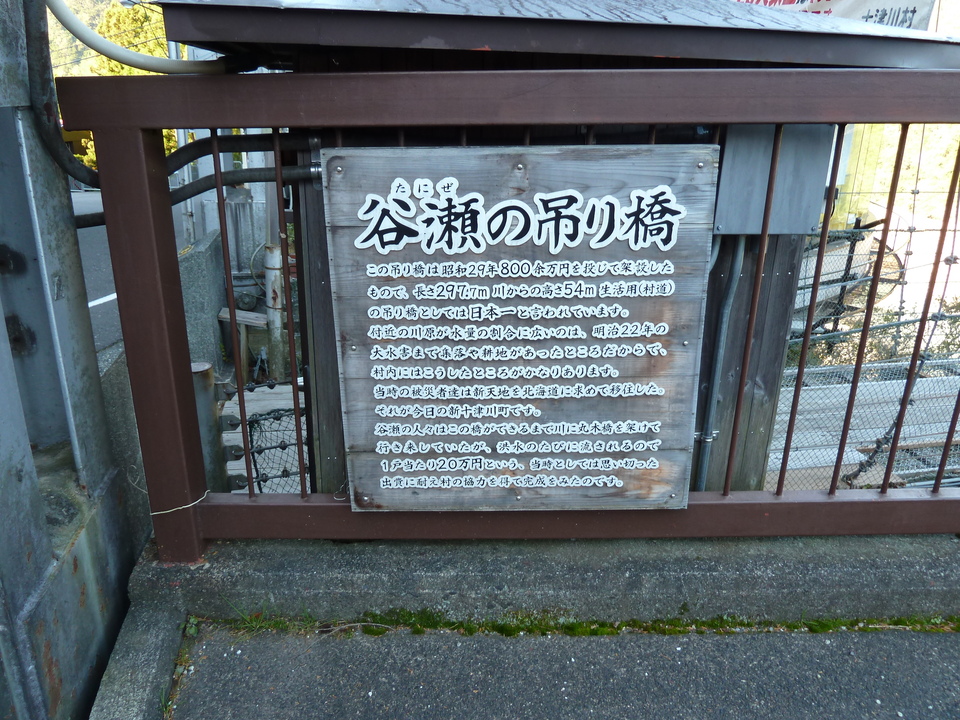 たにぜ
谷瀬の吊り橋
この吊り橋は昭和29年800余万円を投じて架設した
もので、長さ297.7m 川からの高さ54m 生活用(村道)
の吊り橋としては日本一と言われています。
付近の川原が水量の割合に広いのは、明治22年の
大水害まで集落や耕地があったところだからで、
村内にはこうしたところがかなりあります。
当時の被災者達は新天地を北海道に求めて移住した。
それが今日の新十津川町です。
谷瀬の人々はこの橋ができるまで川に丸木橋を架けて
行き来していたが、洪水のたびに流されるので
1戸当たり20万円という、当時としては思い切った
出費に耐え村の協力を得て完成をみたのです。
十津川村